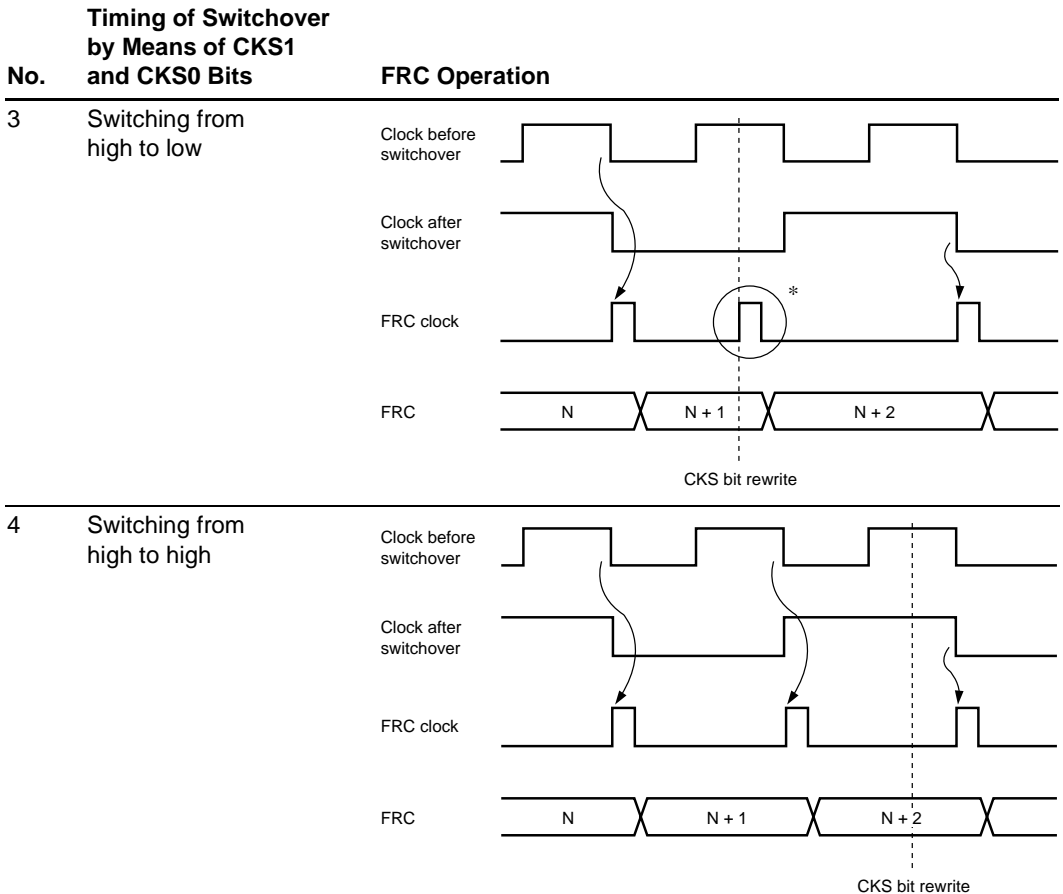 No.
Timing of Switchover
by Means of CKS1
and CKS0 Bits
FRC Operation
3
Switching from
high to low
Clock before
switchover
Clock after
switchover
*
FRC clock
FRC
N
N + 1
N + 2
CKS bit rewrite
4
Switching from
high to high
Clock before
switchover
Clock after
switchover
FRC clock
FRC
N
N + 1
N + 2
CKS bit rewrite